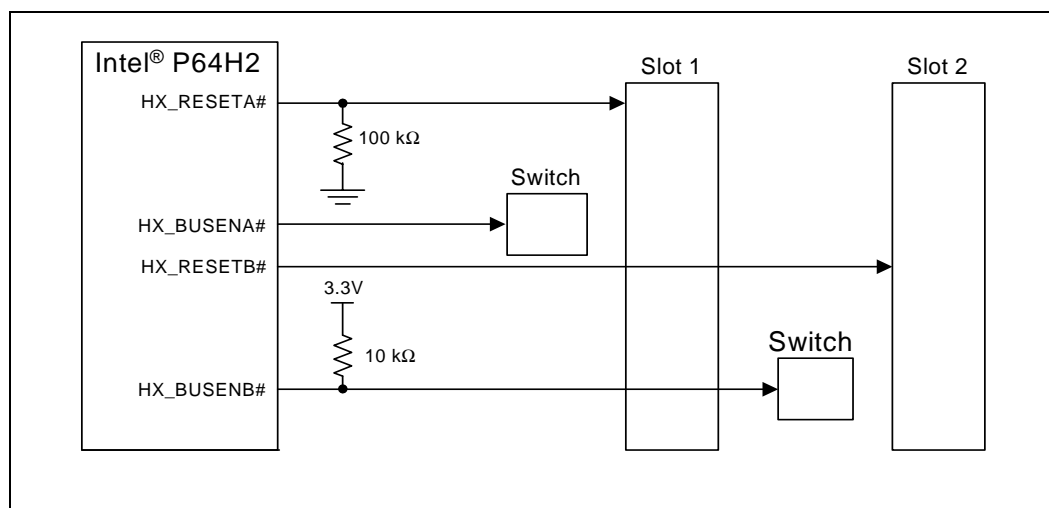 Intel® P64H2
Slot 1
Slot 2
HX_RESETA#
100 kΩ
Switch
HX_BUSENA#
HX_RESETB#
3.3V
10 kΩ
Switch
HX_BUSENB#